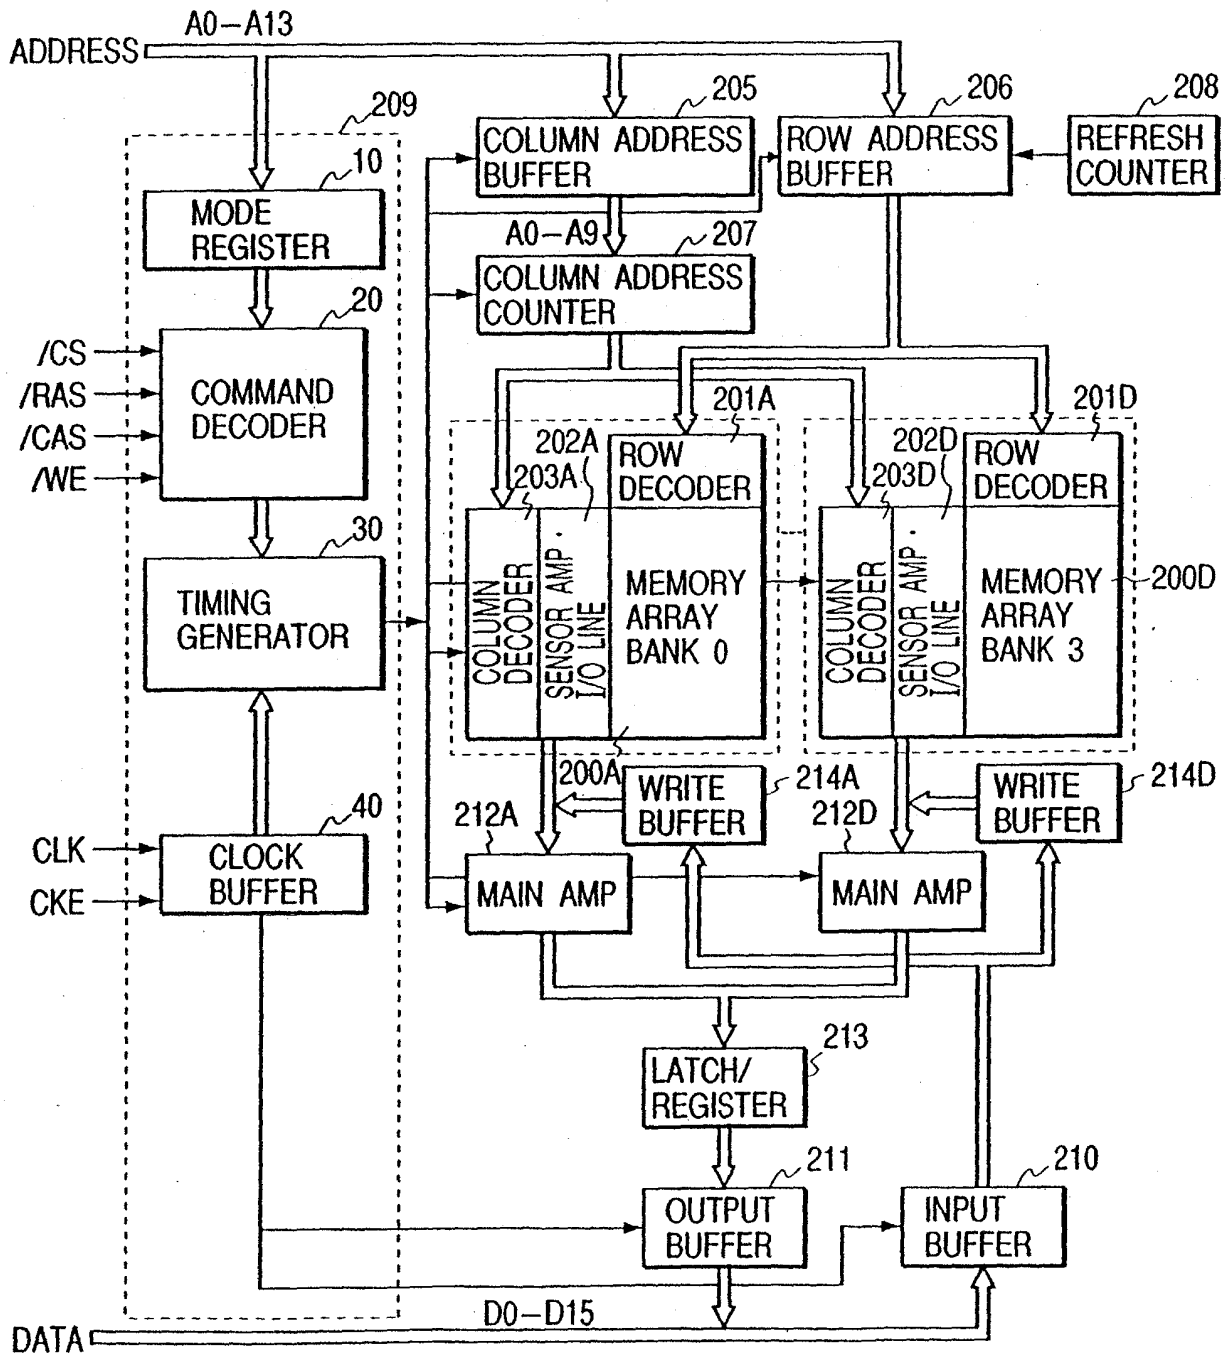 A0–A13
ADDRESS
209
205
206
208
10
COLUMN ADDRESS
BUFFER
ROW ADDRESS
BUFFER
REFRESH
COUNTER
MODE
REGISTER
A0–A9
207
20
COLUMN ADDRESS
COUNTER
/CS
/RAS
/CAS
/WE
COMMAND
DECODER
201A
201D
202A
202D
203A
203D
ROW
DECODER
ROW
DECODER
30
TIMING
GENERATOR
COLUMN
DECODER
SENSOR AMP ·
I/O LINE
MEMORY
ARRAY
BANK 0
COLUMN
DECODER
SENSOR AMP ·
I/O LINE
MEMORY
ARRAY
BANK 3
200D
200A
WRITE
BUFFER
214A
WRITE
BUFFER
214D
40
212A
212D
CLK
CKE
CLOCK
BUFFER
MAIN AMP
MAIN AMP
213
LATCH/
REGISTER
211
210
OUTPUT
BUFFER
INPUT
BUFFER
D0–D15
DATA